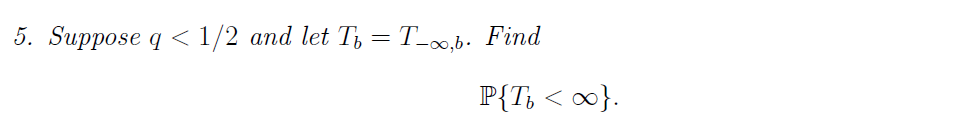 5. Suppose q < 1/2 and let T_b = T_{−∞,b}. Find
ℙ{T_b < ∞}.